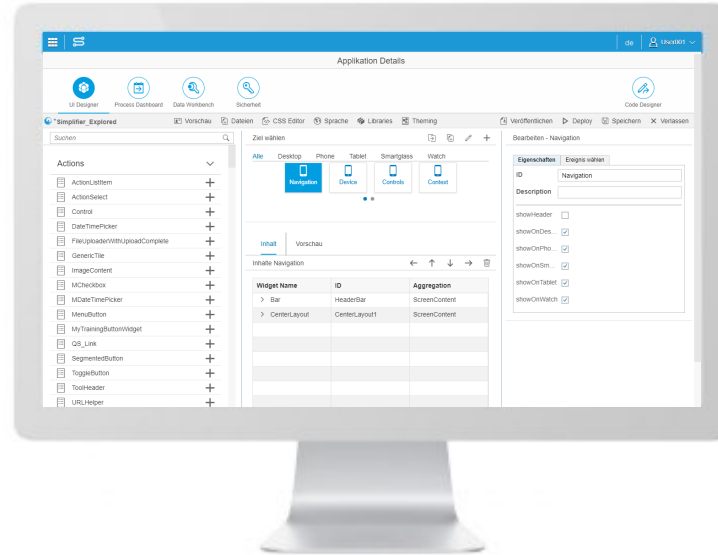 de User001
Applikation Details
UI Designer Process Dashboard Data Workbench Sicherheit Code Designer
*Simplifier_Explored Vorschau Dateien CSS Editor Sprache Libraries Theming Veröffentlichen Deploy Speichern Verlassen
Suchen
Actions
ActionListItem
ActionSelect
Control
DateTimePicker
FileUploaderWithUploadComplete
GenericTile
ImageContent
MCheckbox
MDateTimePicker
MenuButton
MyTrainingButtonWidget
QS_Link
SegmentedButton
ToggleButton
ToolHeader
URLHelper
Ziel wählen
Alle Desktop Phone Tablet Smartglass Watch
Navigation Device Controls Context
Inhalt Vorschau
Inhalte Navigation
Widget Name ID Aggregation
Bar HeaderBar ScreenContent
CenterLayout CenterLayout1 ScreenContent
Bearbeiten - Navigation
Eigenschaften Ereignis wählen
ID Navigation
Description
showHeader
showOnDes...
showOnPho...
showOnSm...
showOnTablet
showOnWatch